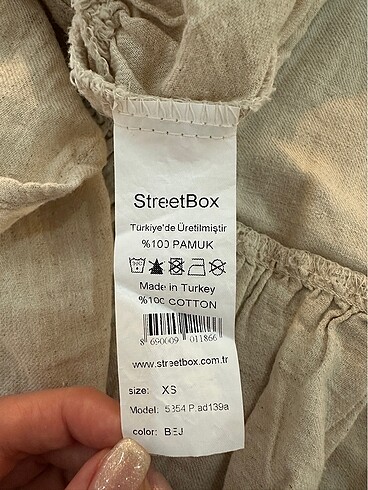 StreetBox
Türkiye'de Üretilmiştir
%100 PAMUK
Made in Turkey
%100 COTTON
8 690009 011866
www.streetbox.com.tr
size: XS
Model: 5354 P.ad139a
color: BEJ